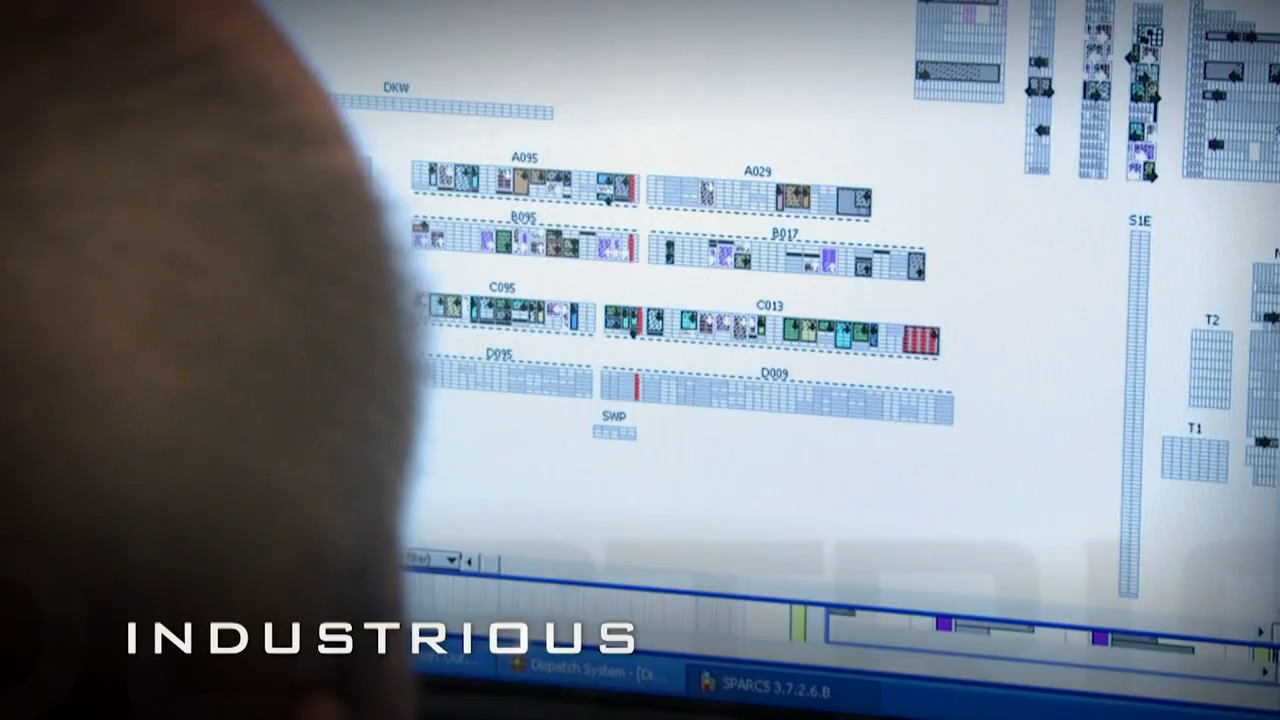 DKW
A095
A029
S1E
B095
B017
C095
C013
T2
D095
D009
SWP
T1
INDUSTRIOUS
Dispatch System - [Di...
SPARCS 3.7.2.6.B